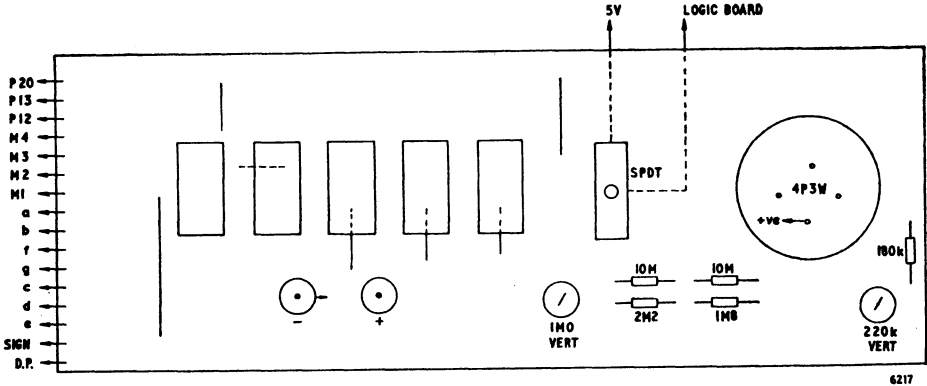 5V
LOGIC BOARD
P20
P13
P12
M4
M3
M2
M1
a
b
f
g
c
d
e
SIGN
D.P.
SPDT
4P3W
+ve
180k
-
+
1M0
VERT
10M
10M
2M2
1M8
220k
VERT
6217